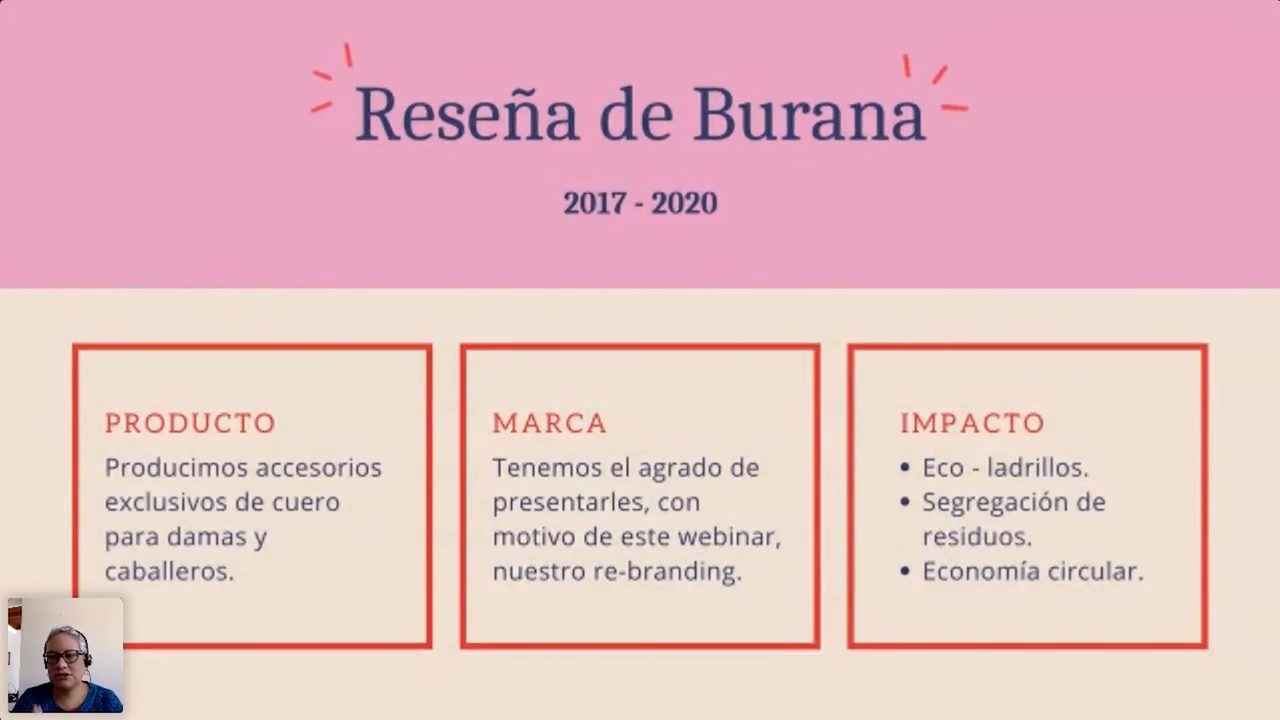 Reseña de Burana
2017 - 2020
PRODUCTO
Producimos accesorios
exclusivos de cuero
para damas y
caballeros.
MARCA
Tenemos el agrado de
presentarles, con
motivo de este webinar,
nuestro re-branding.
IMPACTO
• Eco - ladrillos.
• Segregación de
residuos.
• Economía circular.